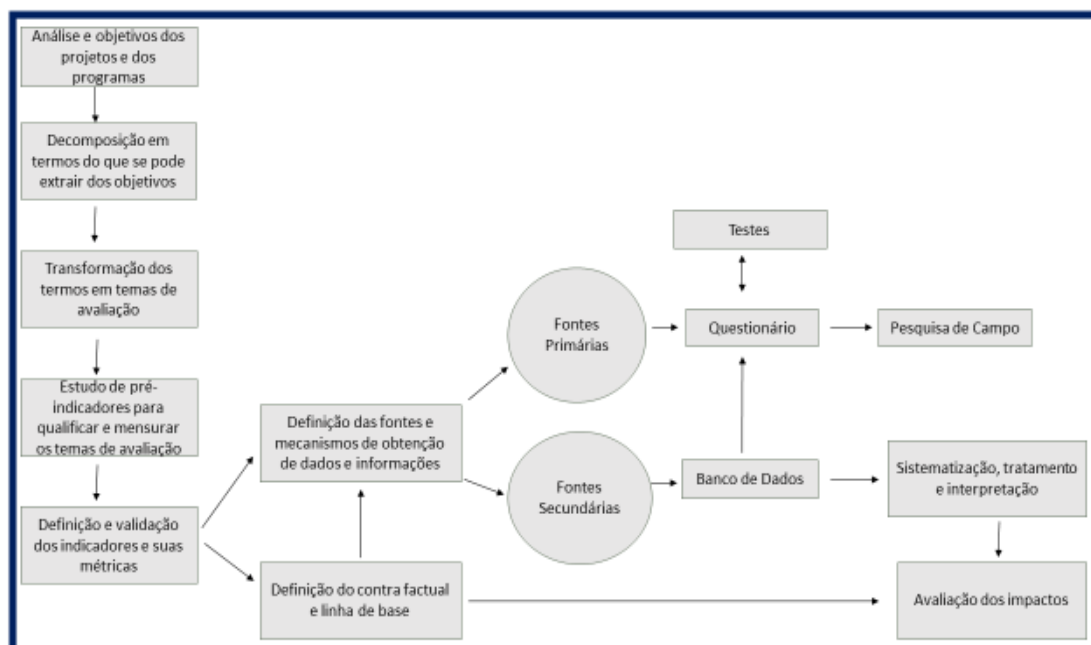 Análise e objetivos dos
projetos e dos
programas
Decomposição em
termos do que se pode
extrair dos objetivos
Transformação dos
termos em temas de
avaliação
Estudo de pré-
indicadores para
qualificar e mensurar
os temas de avaliação
Definição e validação
dos indicadores e suas
métricas
Definição das fontes e
mecanismos de obtenção
de dados e informações
Definição do contra factual
e linha de base
Fontes
Primárias
Fontes
Secundárias
Testes
Questionário
Banco de Dados
Pesquisa de Campo
Sistematização, tratamento
e interpretação
Avaliação dos impactos